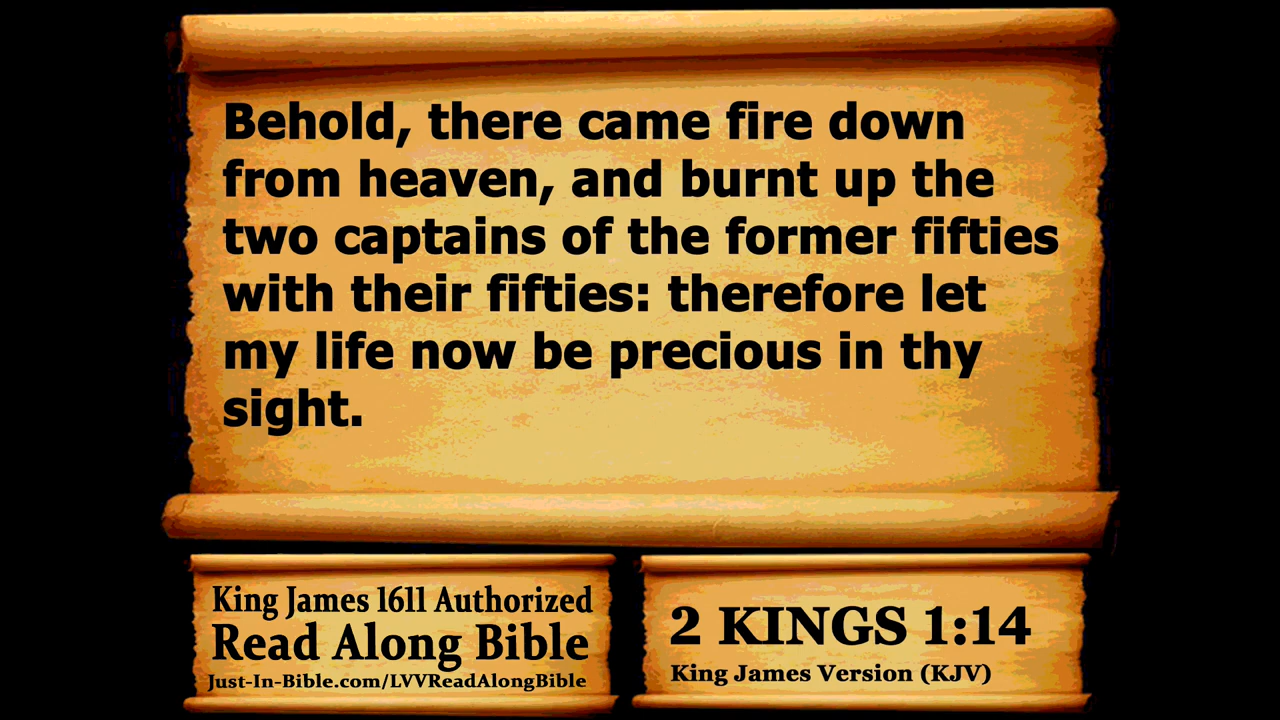 Behold, there came fire down
from heaven, and burnt up the
two captains of the former fifties
with their fifties: therefore let
my life now be precious in thy
sight.
King James 1611 Authorized
Read Along Bible
Just-In-Bible.com/LVVReadAlongBible
2 KINGS 1:14
King James Version (KJV)